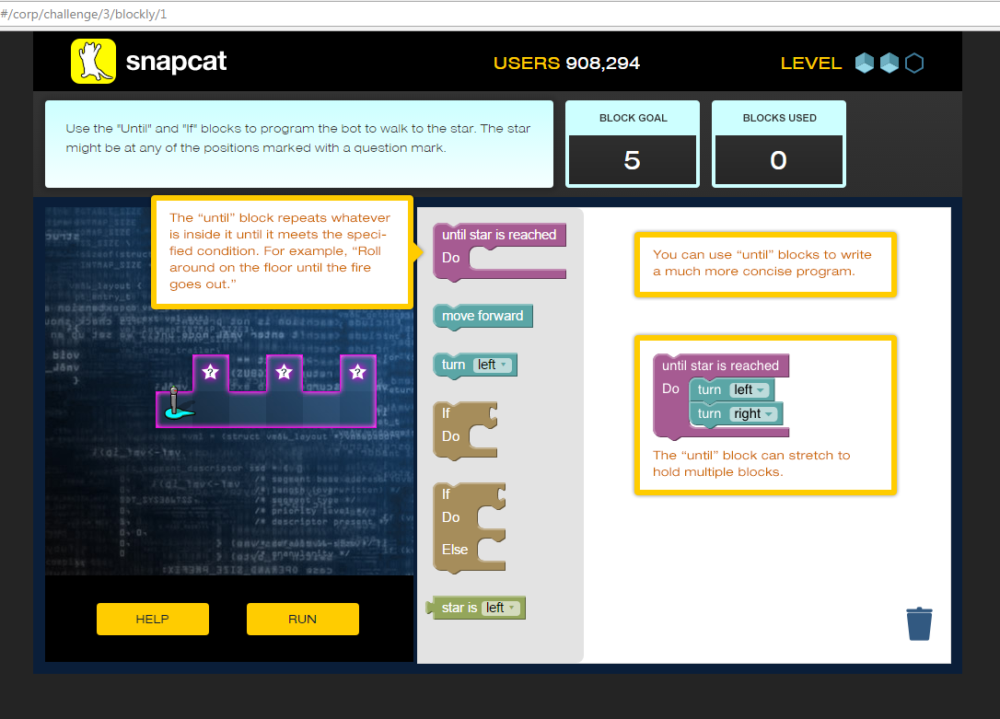 #/corp/challenge/3/blockly/1
snapcat
USERS 908,294
LEVEL
Use the "Until" and "If" blocks to program the bot to walk to the star. The star
might be at any of the positions marked with a question mark.
BLOCK GOAL
5
BLOCKS USED
0
The “until” block repeats whatever
is inside it until it meets the speci-
fied condition. For example, “Roll
around on the floor until the fire
goes out.”
?
?
?
HELP
RUN
until star is reached
Do
move forward
turn left
If
Do
If
Do
Else
star is left
You can use “until” blocks to write
a much more concise program.
until star is reached
Do turn left
turn right
The “until” block can stretch to
hold multiple blocks.